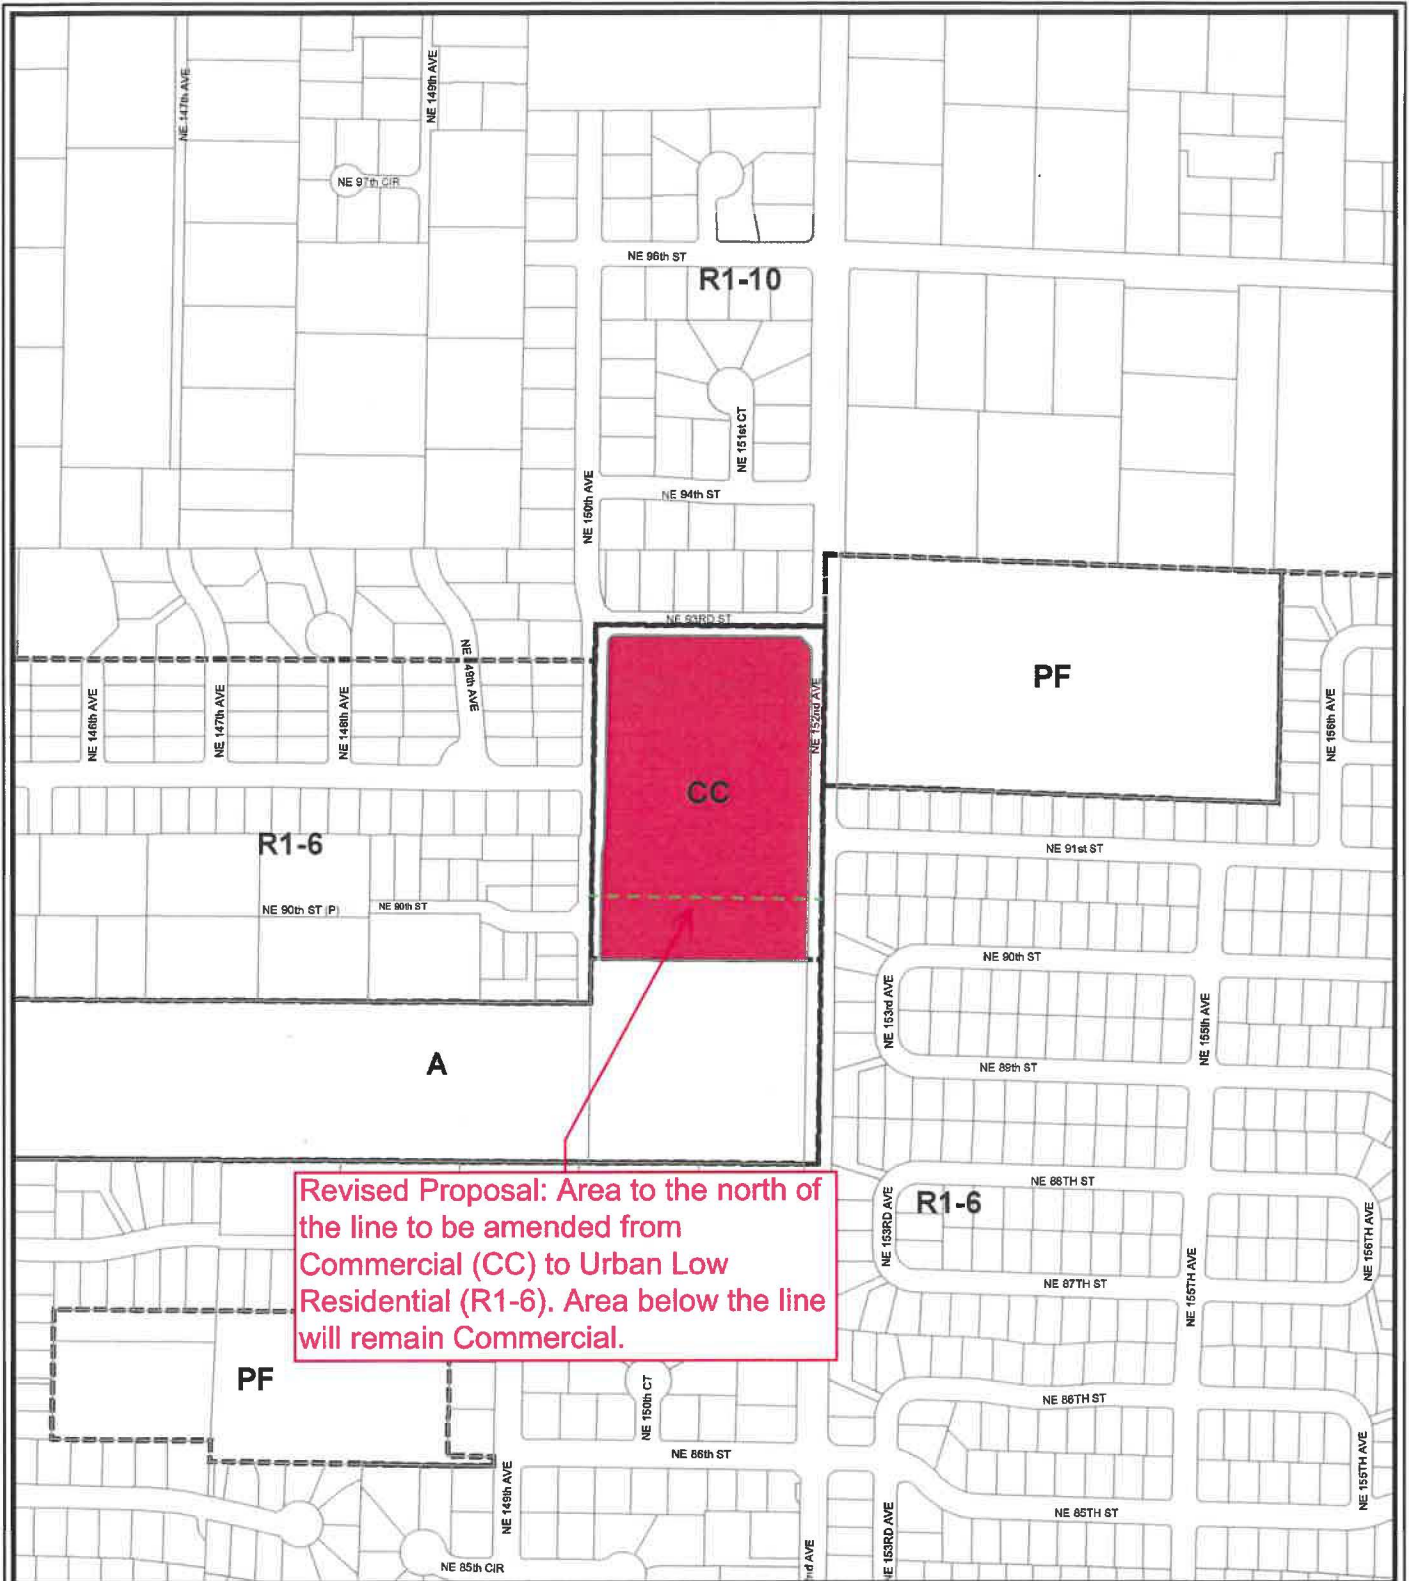 NE 147th AVE
NE 149th AVE
NE 97th CIR
NE 96th ST
R1-10
NE 151st CT
NE 150th AVE
NE 94th ST
NE 93RD ST
PF
NE 149th AVE
NE 152nd AVE
NE 146th AVE
NE 147th AVE
NE 148th AVE
NE 156th AVE
CC
R1-6
NE 91st ST
NE 90th ST (P)
NE 90th ST
NE 90th ST
NE 153rd AVE
NE 155th AVE
A
NE 89th ST
Revised Proposal: Area to the north of
the line to be amended from
Commercial (CC) to Urban Low
Residential (R1-6). Area below the line
will remain Commercial.
NE 88TH ST
R1-6
NE 153RD AVE
NE 156TH AVE
NE 155TH AVE
NE 87TH ST
PF
NE 150th CT
NE 86TH ST
NE 86th ST
NE 149th AVE
NE 155TH AVE
NE 85TH ST
NE 153RD AVE
nd AVE
NE 85th CIR